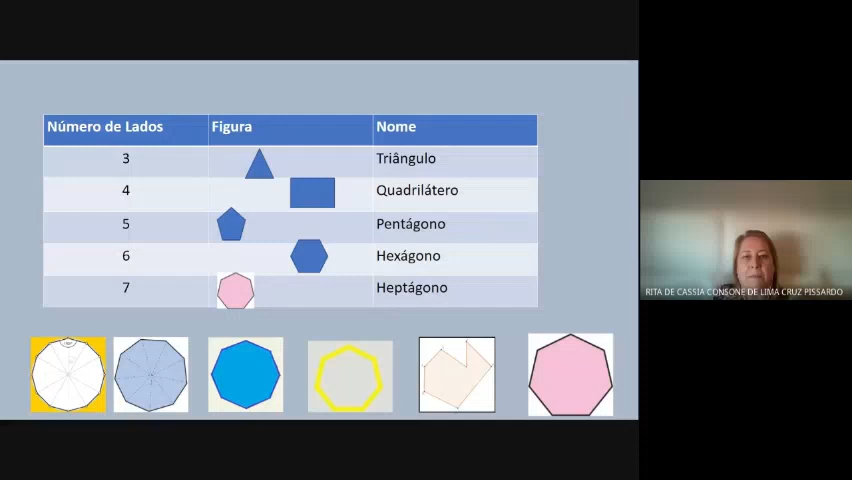 Número de Lados Figura Nome
3 Triângulo
4 Quadrilátero
5 Pentágono
6 Hexágono
7 Heptágono
RITA DE CASSIA CONSONE DE LIMA CRUZ PISSARDO